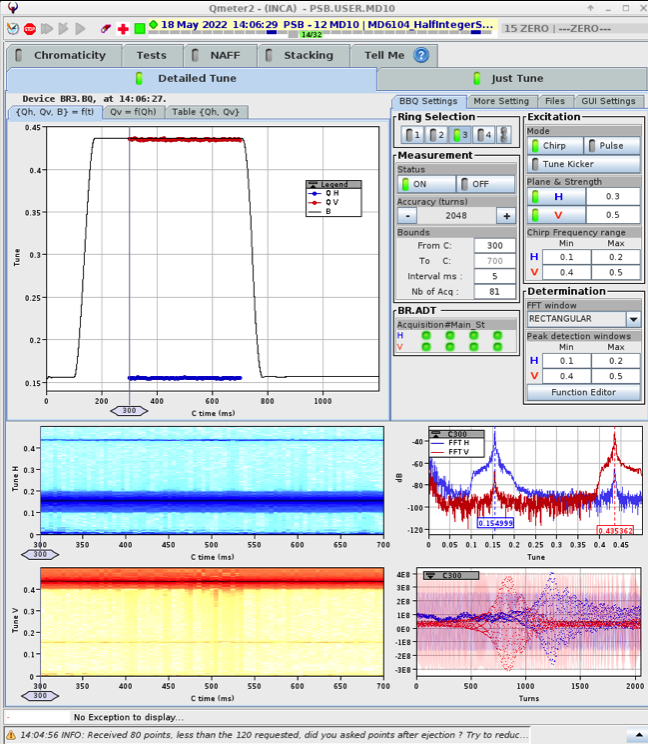 Qmeter2 - (INCA) - PSB.USER.MD10
STOP
18 May 2022 14:06:29 PSB - 12 MD10 | MD6104_HalfIntegerS...
14/32
15 ZERO | ---ZERO---
Chromaticity Tests NAFF Stacking Tell Me ?
Detailed Tune Just Tune
Device BR3.BQ, at 14:06:27.
{Qh, Qv, B} = f(t) Qv = f(Qh) Table {Qh, Qv}
0.45
0.4
0.35
0.3
0.25
0.2
0.15
Tune
Legend
Q H
Q V
B
0 200 400 600 800 1000
300
C time (ms)
BBQ Settings More Setting Files GUI Settings
Ring Selection
1 2 3 4
Measurement
Status
ON OFF
Accuracy (turns)
- 2048 +
Bounds
From C: 300
To C: 700
Interval ms : 5
Nb of Acq : 81
BR.ADT
Acquisition#Main_St
H
V
Excitation
Mode
Chirp Pulse
Tune Kicker
Plane & Strength
H 0.3
V 0.5
Chirp Frequency range
Min Max
H 0.1 0.2
V 0.4 0.5
Determination
FFT window
RECTANGULAR
Peak detection windows
Min Max
H 0.1 0.2
V 0.4 0.5
Function Editor
0.4
0.3
0.2
0.1
0
Tune H
300 350 400 450 500 550 600 650 700
300
C time (ms)
C300
FFT H
FFT V
-40
-60
-80
-100
-120
dB
0.154999
0.435362
0 0.05 0.1 0.15 0.2 0.25 0.3 0.35 0.4 0.45
Tune
0.4
0.3
0.2
0.1
0
Tune V
300 350 400 450 500 550 600 650 700
300
C time (ms)
C300
4E8
3E8
2E8
1E8
0E0
-1E8
-2E8
-3E8
0 500 1000 1500 2000
Turns
No Exception to display...
14:04:56 INFO: Received 80 points, less than the 120 requested, did you asked points after ejection ? Try to reduc...